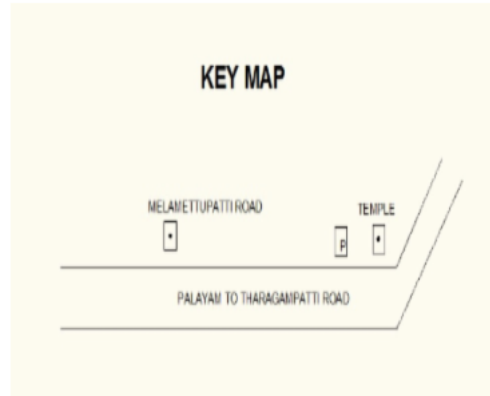 KEY MAP
MELAMETTUPATTI ROAD
TEMPLE
P
PALAYAM TO THARAGAMPATTI ROAD